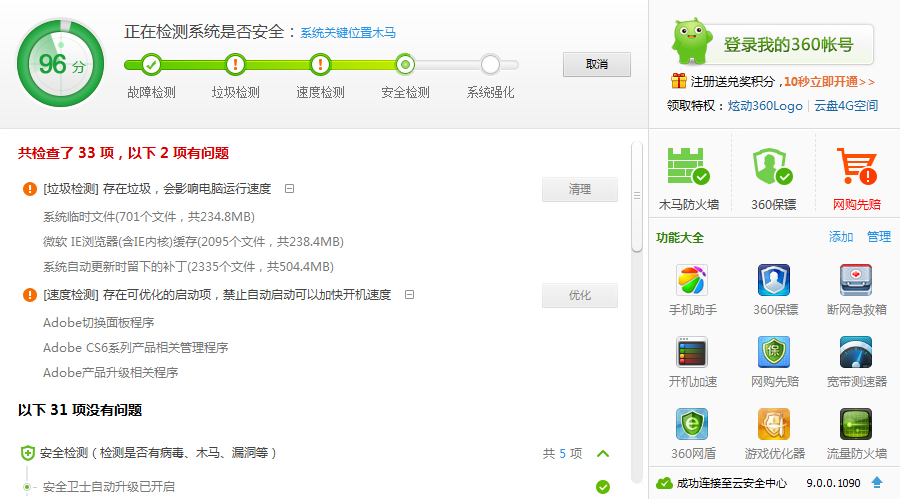 96 分
正在检测系统是否安全：系统关键位置木马
故障检测 垃圾检测 速度检测 安全检测 系统强化
取消
共检查了 33 项，以下 2 项有问题
[垃圾检测] 存在垃圾，会影响电脑运行速度
清理
系统临时文件(701个文件，共234.8MB)
微软 IE浏览器(含IE内核)缓存(2095个文件，共238.4MB)
系统自动更新时留下的补丁(2335个文件，共504.4MB)
[速度检测] 存在可优化的启动项，禁止自动启动可以加快开机速度
优化
Adobe切换面板程序
Adobe CS6系列产品相关管理程序
Adobe产品升级相关程序
以下 31 项没有问题
安全检测（检测是否有病毒、木马、漏洞等）
共 5 项
安全卫士自动升级已开启
登录我的360帐号
注册送兑奖积分，10秒立即开通>>
领取特权：炫动360Logo | 云盘4G空间
木马防火墙 360保镖 网购先赔
功能大全 添加 管理
手机助手 360保镖 断网急救箱
保
开机加速 网购先赔 宽带测速器
360网盾 游戏优化器 流量防火墙
成功连接至云安全中心 9.0.0.1090